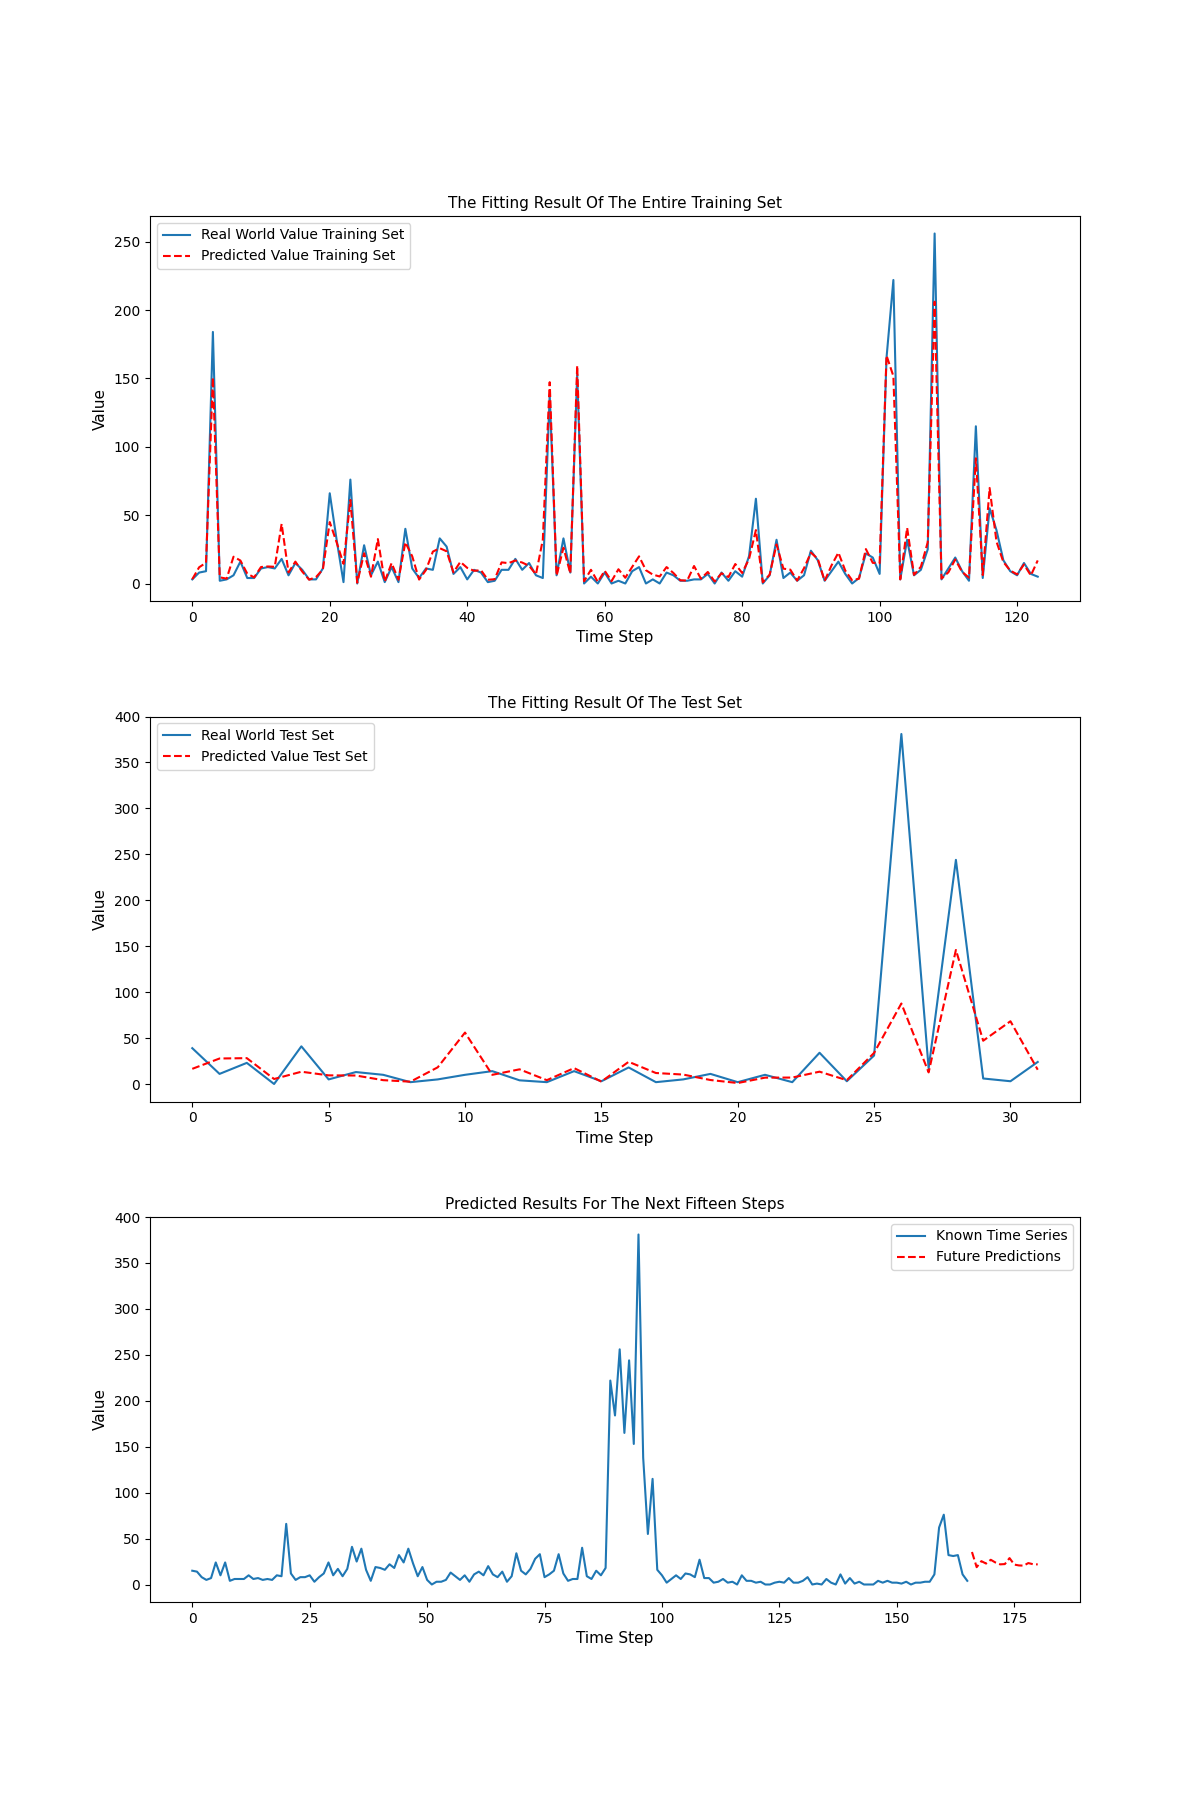 The Fitting Result Of The Entire Training Set
Real World Value Training Set
Predicted Value Training Set
250
200
150
100
50
0
Value
0 20 40 60 80 100 120
Time Step
The Fitting Result Of The Test Set
Real World Test Set
Predicted Value Test Set
400
350
300
250
200
150
100
50
0
Value
0 5 10 15 20 25 30
Time Step
Predicted Results For The Next Fifteen Steps
Known Time Series
Future Predictions
400
350
300
250
200
150
100
50
0
Value
0 25 50 75 100 125 150 175
Time Step